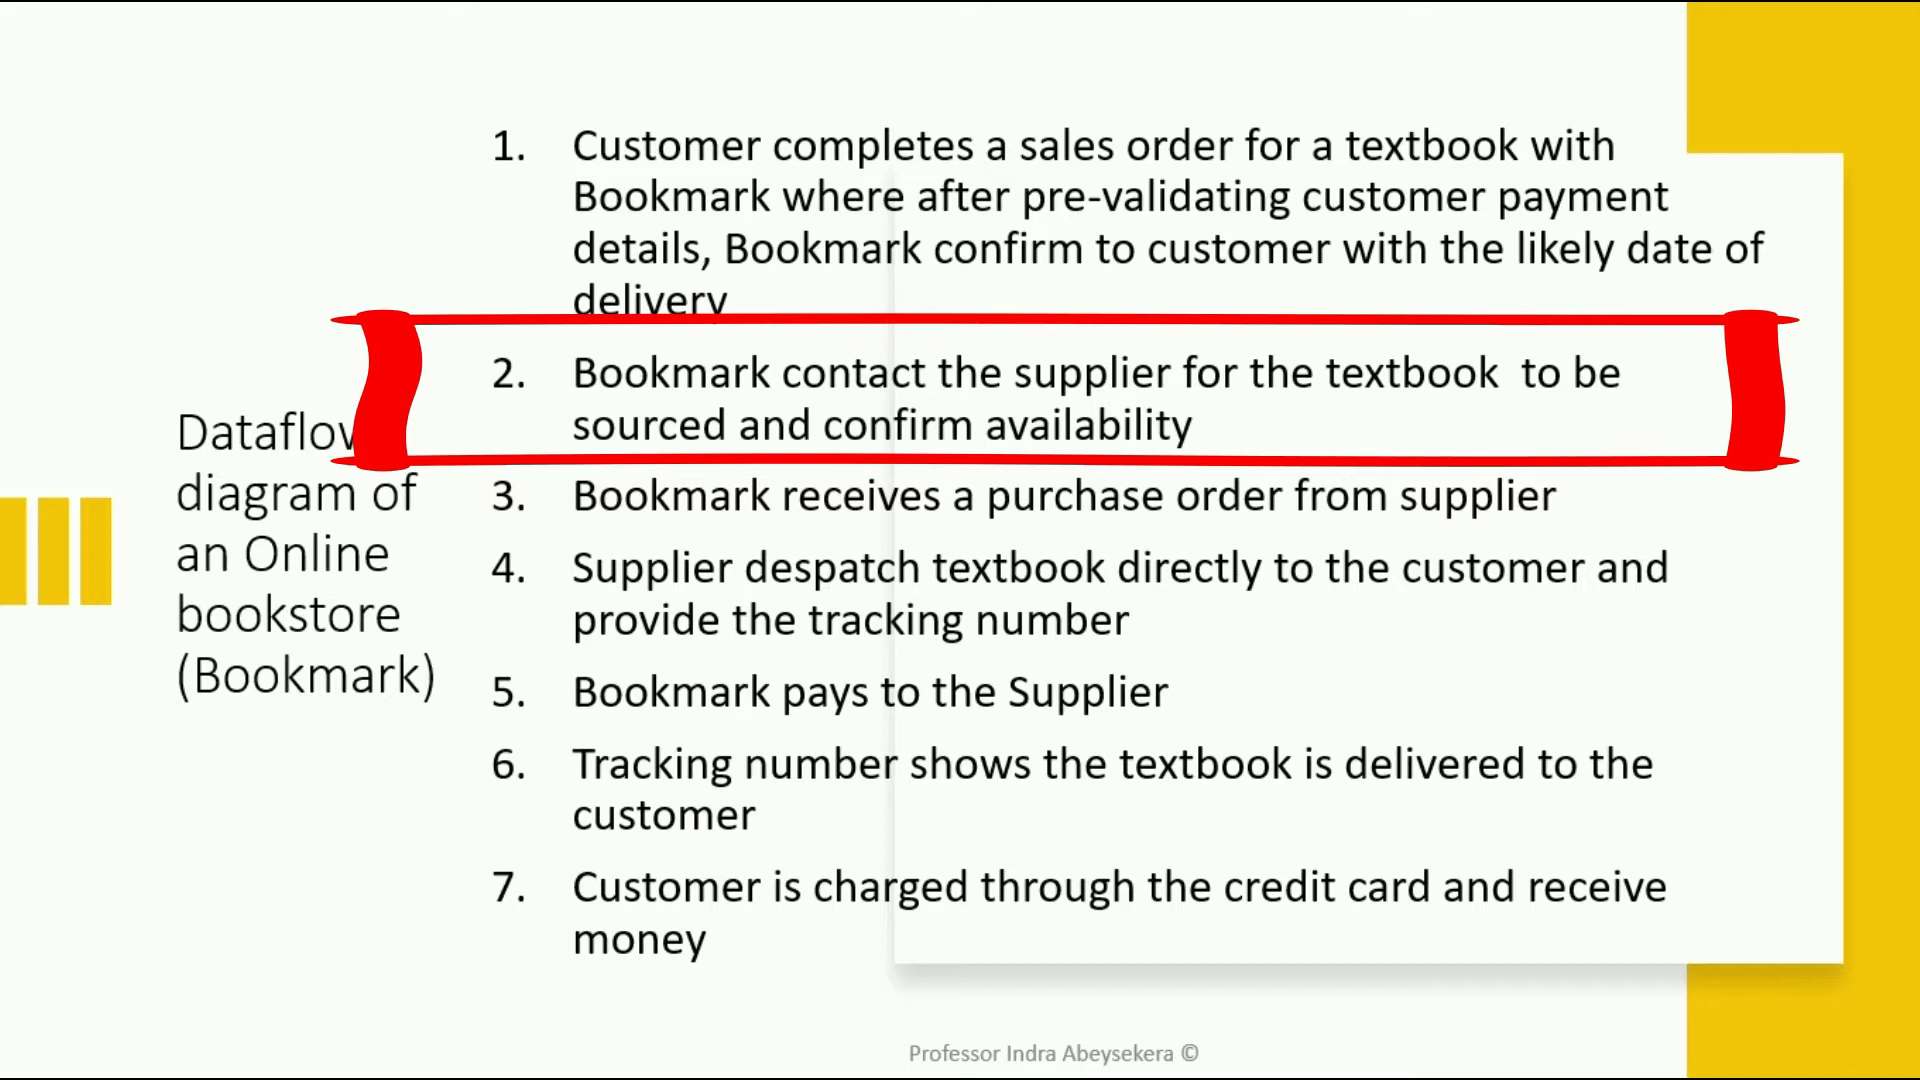 Dataflow
diagram of
an Online
bookstore
(Bookmark)
1. Customer completes a sales order for a textbook with
Bookmark where after pre-validating customer payment
details, Bookmark confirm to customer with the likely date of
delivery
2. Bookmark contact the supplier for the textbook to be
sourced and confirm availability
3. Bookmark receives a purchase order from supplier
4. Supplier despatch textbook directly to the customer and
provide the tracking number
5. Bookmark pays to the Supplier
6. Tracking number shows the textbook is delivered to the
customer
7. Customer is charged through the credit card and receive
money
Professor Indra Abeysekera ©